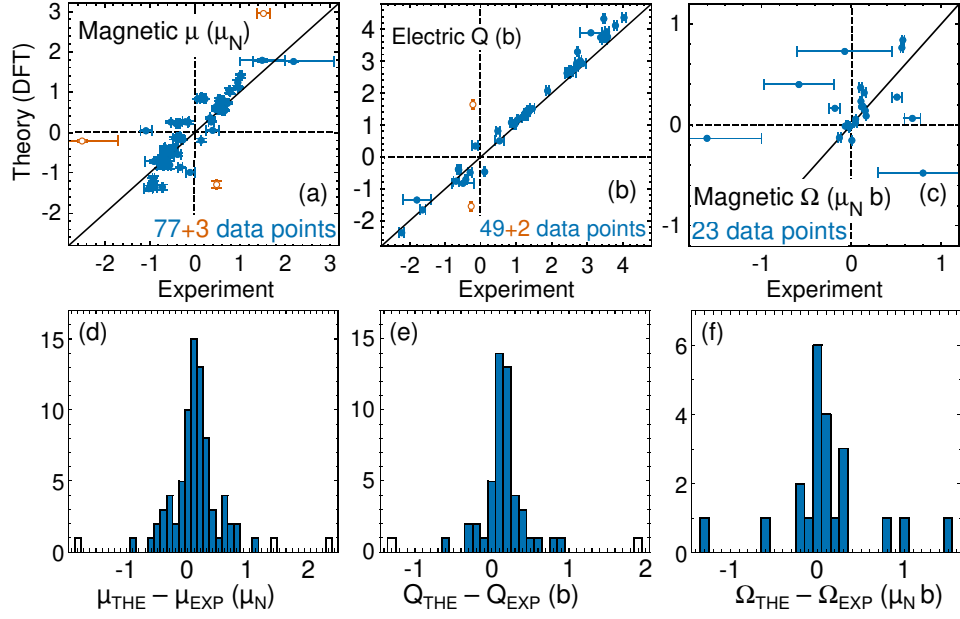 Theory (DFT)
3
2
1
0
-1
-2
Magnetic μ (μN)
(a)
77+3 data points
-2 -1 0 1 2 3
Experiment
4
3
2
1
0
-1
-2
Electric Q (b)
(b)
49+2 data points
-2 -1 0 1 2 3 4
Experiment
1
0
-1
Magnetic Ω (μN b)
(c)
23 data points
-1 0 1
Experiment
(d)
15
10
5
0
-1 0 1 2
μTHE − μEXP (μN)
(e)
15
10
5
0
-1 0 1 2
QTHE − QEXP (b)
(f)
6
4
2
0
-1 0 1
ΩTHE − ΩEXP (μN b)